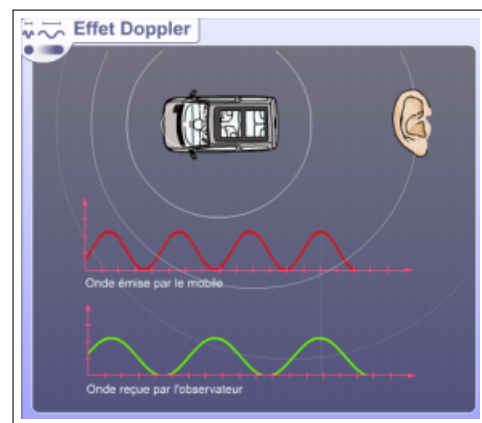 Effet Doppler
Onde émise par le mobile
Onde reçue par l'observateur